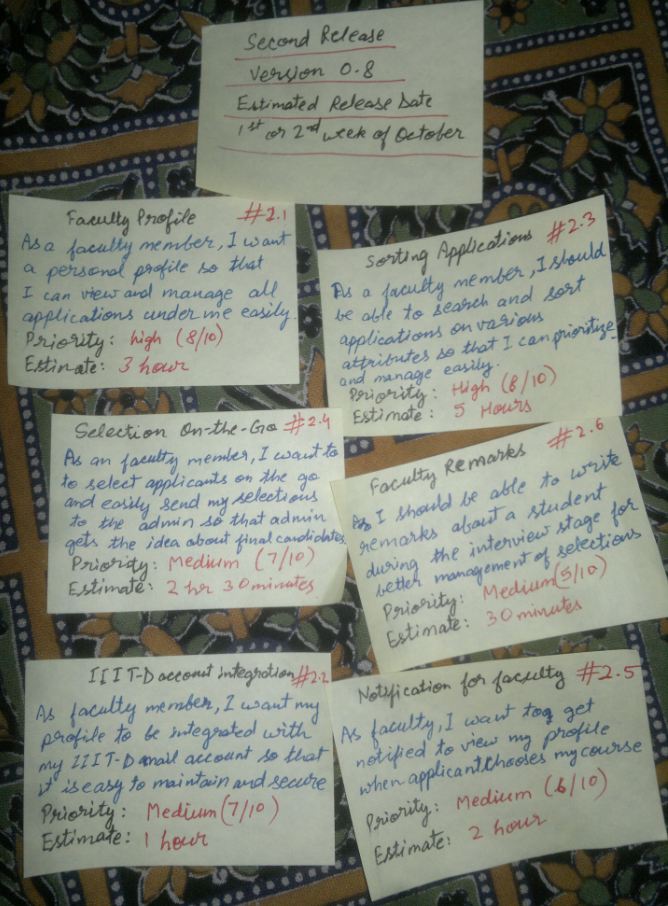 Second Release
Version 0.8
Estimated Release Date
1st or 2nd week of October
Faculty Profile #2.1
As a faculty member, I want
a personal profile so that
I can view and manage all
applications under me easily.
Priority: high (8/10)
Estimate: 3 hour
Sorting Applications #2.3
As a faculty member, I should
be able to search and sort
applications on various
attributes so that I can prioritize
and manage easily.
Priority: High (8/10)
Estimate: 5 Hours
Selection On-the-Go #2.4
As an faculty member, I want to
to select applicants on the go
and easily send my selections
to the admin so that admin
gets the idea about final candidates
Priority: Medium (7/10)
Estimate: 2 hr 30 minutes
Faculty Remarks #2.6
I should be able to write
remarks about a student
during the interview stage for
better management of selections
Priority: Medium (5/10)
Estimate: 30 minutes
IIIT-D account integration #2.2
As faculty member, I want my
profile to be integrated with
my IIIT-D mail account so that
it is easy to maintain and secure
Priority: Medium (7/10)
Estimate: 1 hour
Notification for faculty #2.5
As faculty, I want to get
notified to view my profile
when applicant chooses my course
Priority: Medium (6/10)
Estimate: 2 hour